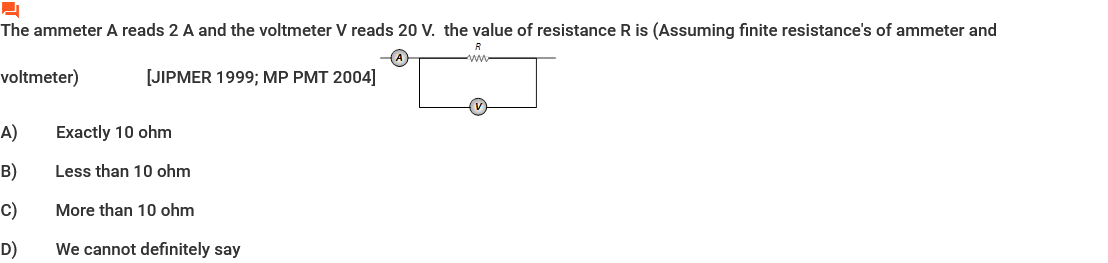 The ammeter A reads 2 A and the voltmeter V reads 20 V. the value of resistance R is (Assuming finite resistance's of ammeter and
voltmeter) [JIPMER 1999; MP PMT 2004]
R
A
V
A) Exactly 10 ohm
B) Less than 10 ohm
C) More than 10 ohm
D) We cannot definitely say